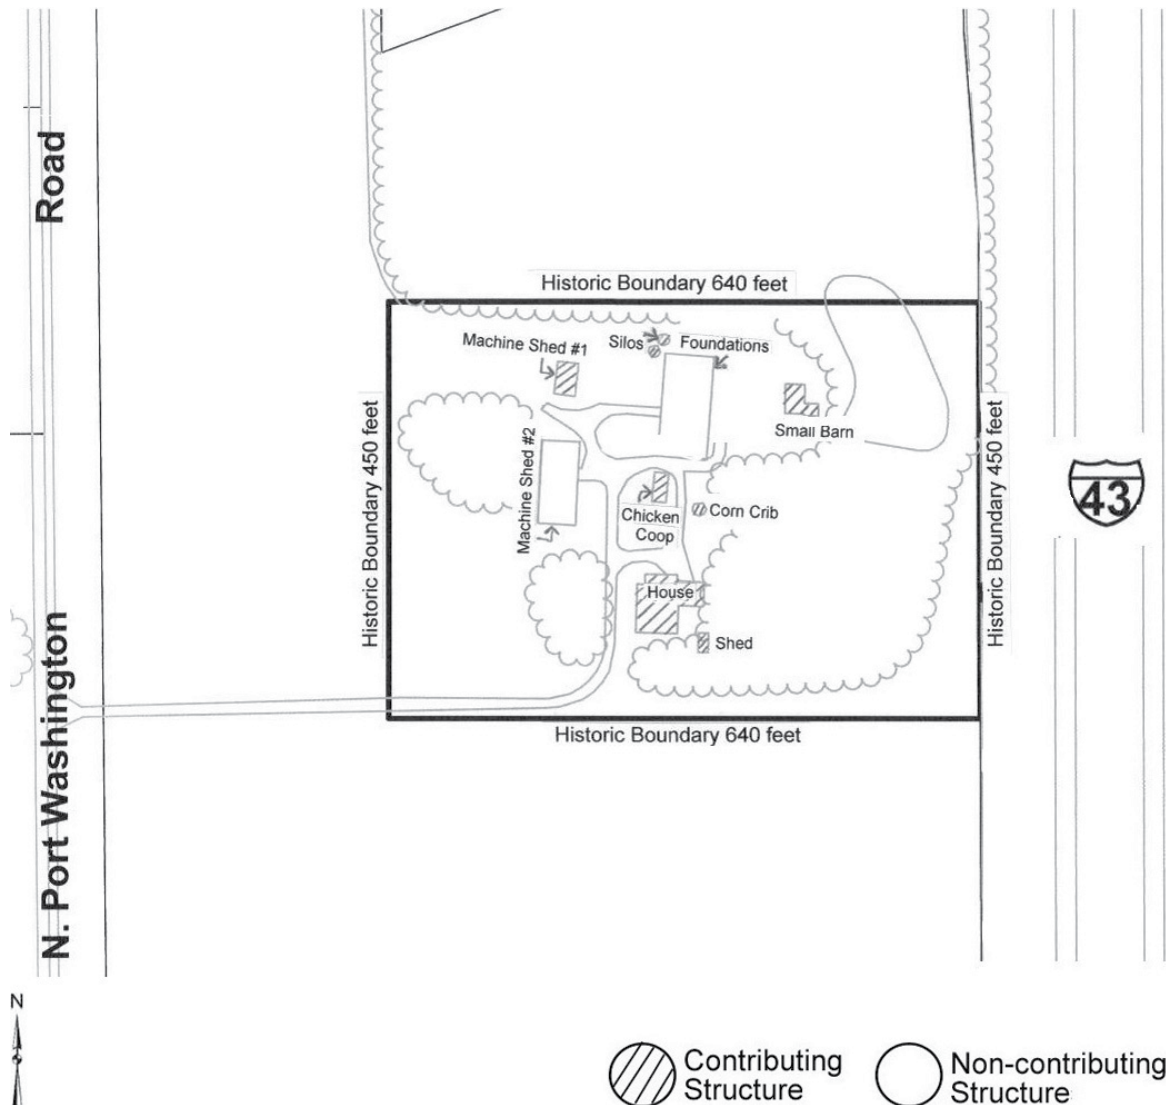 Road
N. Port Washington
Historic Boundary 640 feet
Machine Shed #1
Silos
Foundations
Small Barn
Historic Boundary 450 feet
Machine Shed #2
Chicken
Coop
Corn Crib
House
Shed
Historic Boundary 450 feet
43
Historic Boundary 640 feet
N
Contributing
Structure
Non-contributing
Structure